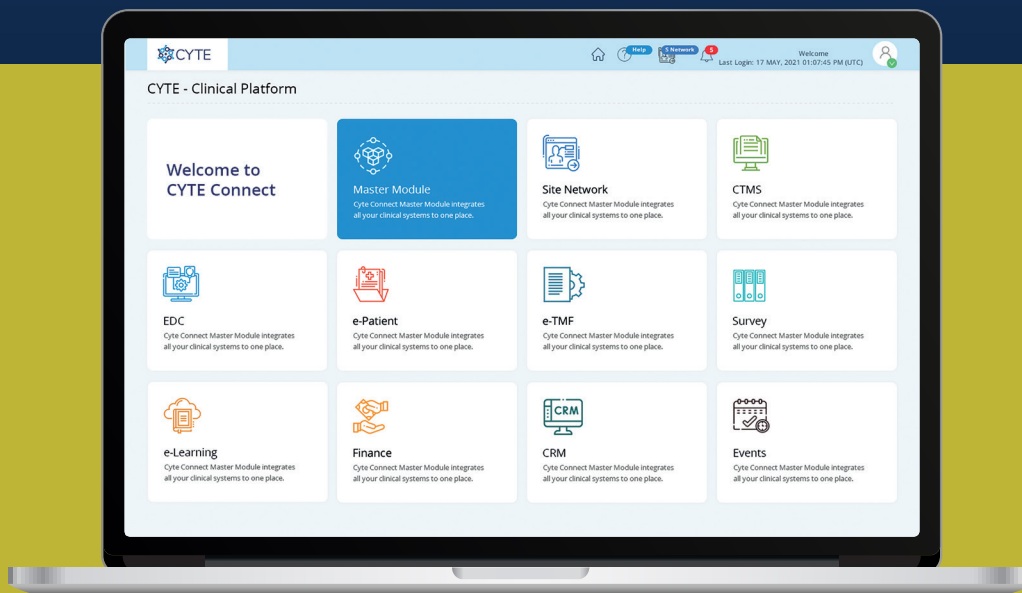 CYTE
Help
5 Network
5
Welcome
Last Login: 17 MAY, 2021 01:07:45 PM (UTC)
CYTE - Clinical Platform
Welcome to
CYTE Connect
Master Module
Cyte Connect Master Module integrates
all your clinical systems to one place.
Site Network
Cyte Connect Master Module integrates
all your clinical systems to one place.
CTMS
Cyte Connect Master Module integrates
all your clinical systems to one place.
EDC
Cyte Connect Master Module integrates
all your clinical systems to one place.
e-Patient
Cyte Connect Master Module integrates
all your clinical systems to one place.
e-TMF
Cyte Connect Master Module integrates
all your clinical systems to one place.
Survey
Cyte Connect Master Module integrates
all your clinical systems to one place.
e-Learning
Cyte Connect Master Module integrates
all your clinical systems to one place.
Finance
Cyte Connect Master Module integrates
all your clinical systems to one place.
CRM
CRM
Cyte Connect Master Module integrates
all your clinical systems to one place.
Events
Cyte Connect Master Module integrates
all your clinical systems to one place.